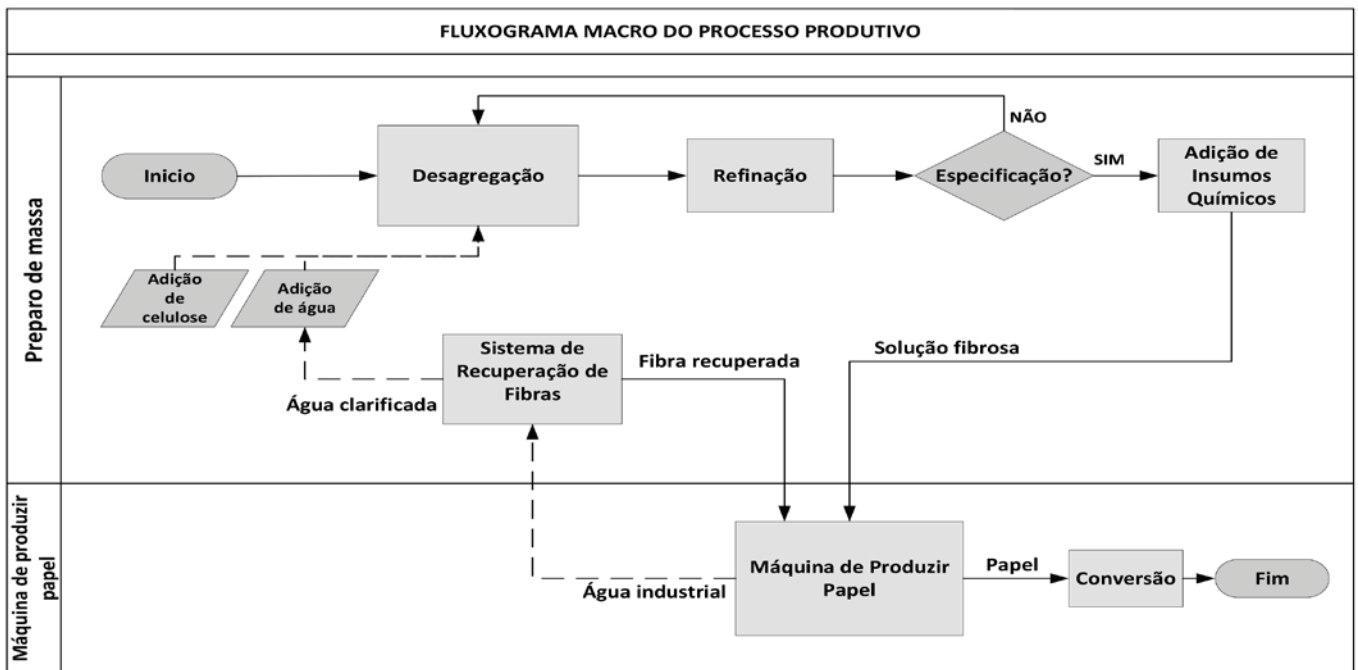 FLUXOGRAMA MACRO DO PROCESSO PRODUTIVO
Preparo de massa
Inicio
Desagregação
Refinação
Especificação?
NÃO
SIM
Adição de
Insumos
Químicos
Adição
de
celulose
Adição
de água
Sistema de
Recuperação de
Fibras
Fibra recuperada
Solução fibrosa
Água clarificada
Máquina de produzir
papel
Máquina de Produzir
Papel
Água industrial
Papel
Conversão
Fim